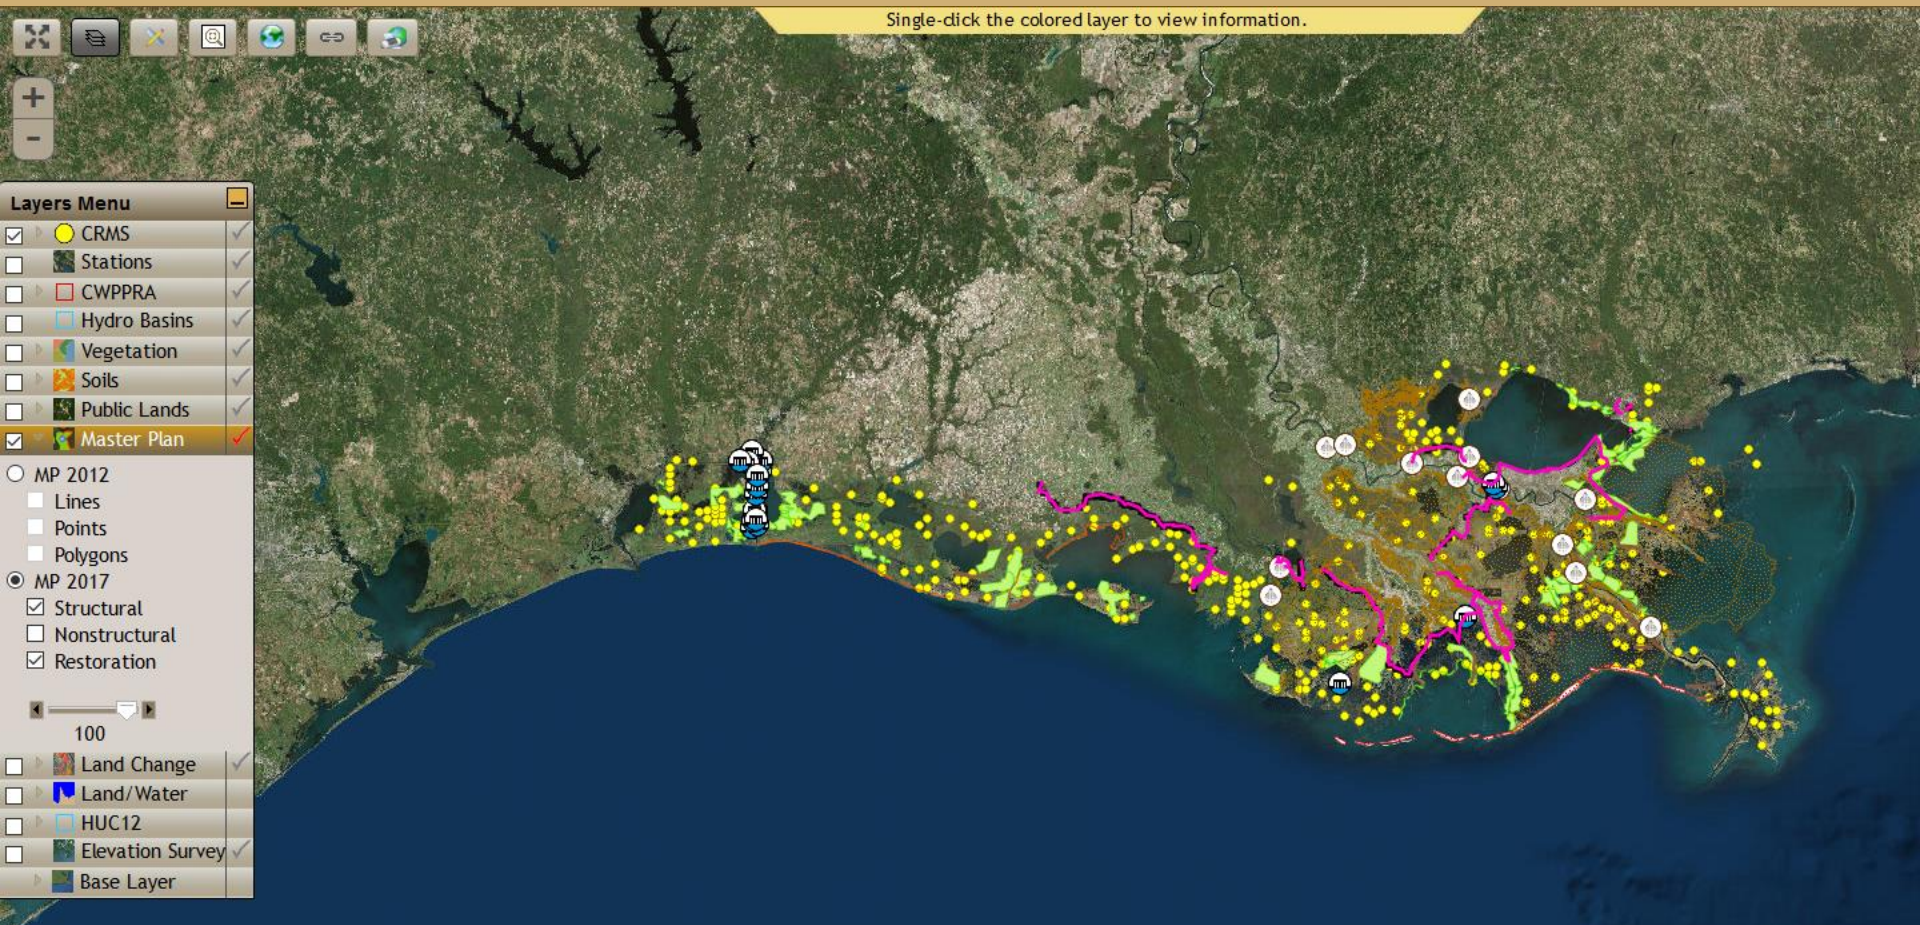 Single-click the colored layer to view information.
Layers Menu
CRMS
Stations
CWPPRA
Hydro Basins
Vegetation
Soils
Public Lands
Master Plan
MP 2012
Lines
Points
Polygons
MP 2017
Structural
Nonstructural
Restoration
100
Land Change
Land/Water
HUC12
Elevation Survey
Base Layer